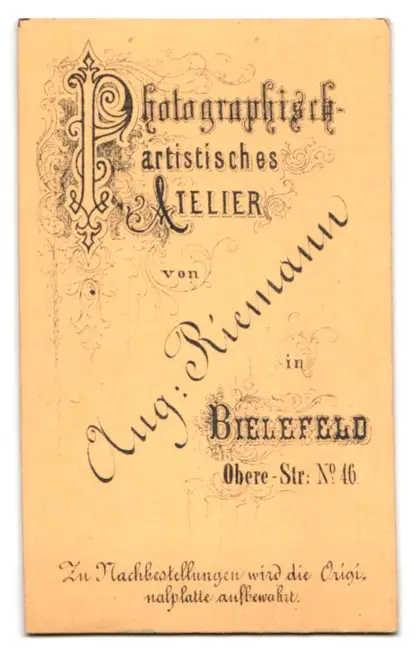 Photographisch-
artistisches
ATELIER
von
Aug: Riemann
in
BIELEFELD
Obere-Str: No. 46.
Zu Nachbestellungen wird die Origi-
nalplatte aufbewahrt.